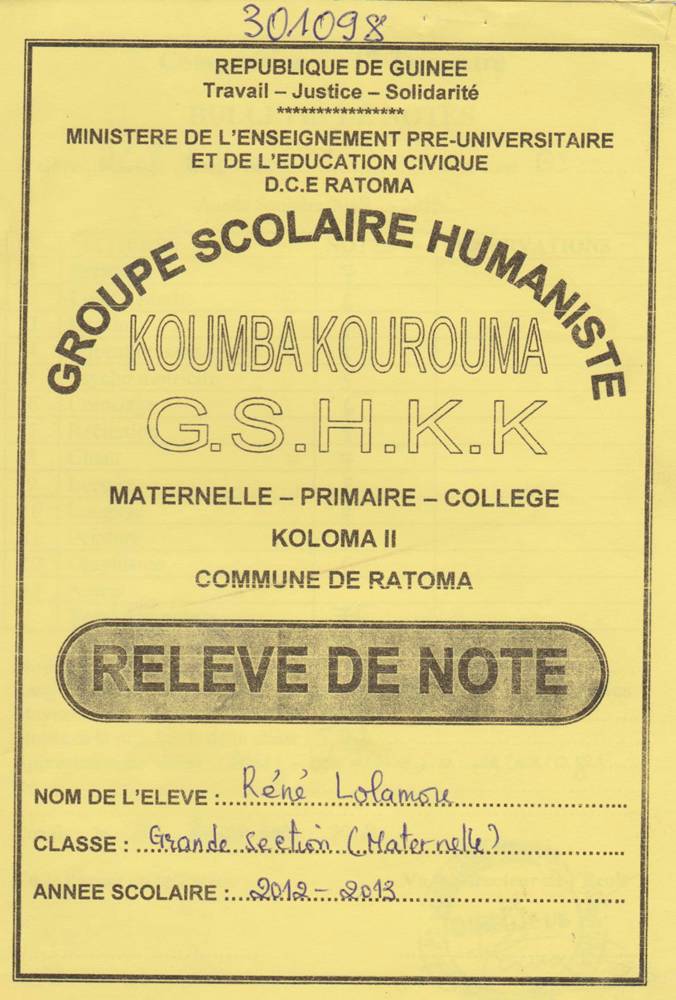 301098
REPUBLIQUE DE GUINEE
Travail – Justice – Solidarité
****************
MINISTERE DE L'ENSEIGNEMENT PRE-UNIVERSITAIRE
ET DE L'EDUCATION CIVIQUE
D.C.E RATOMA
GROUPE SCOLAIRE HUMANISTE
KOUMBA KOUROUMA
G.S.H.K.K
MATERNELLE – PRIMAIRE – COLLEGE
KOLOMA II
COMMUNE DE RATOMA
RELEVE DE NOTE
NOM DE L'ELEVE : Réné Lolamou
CLASSE : Grande section (Maternelle)
ANNEE SCOLAIRE : 2012 – 2013